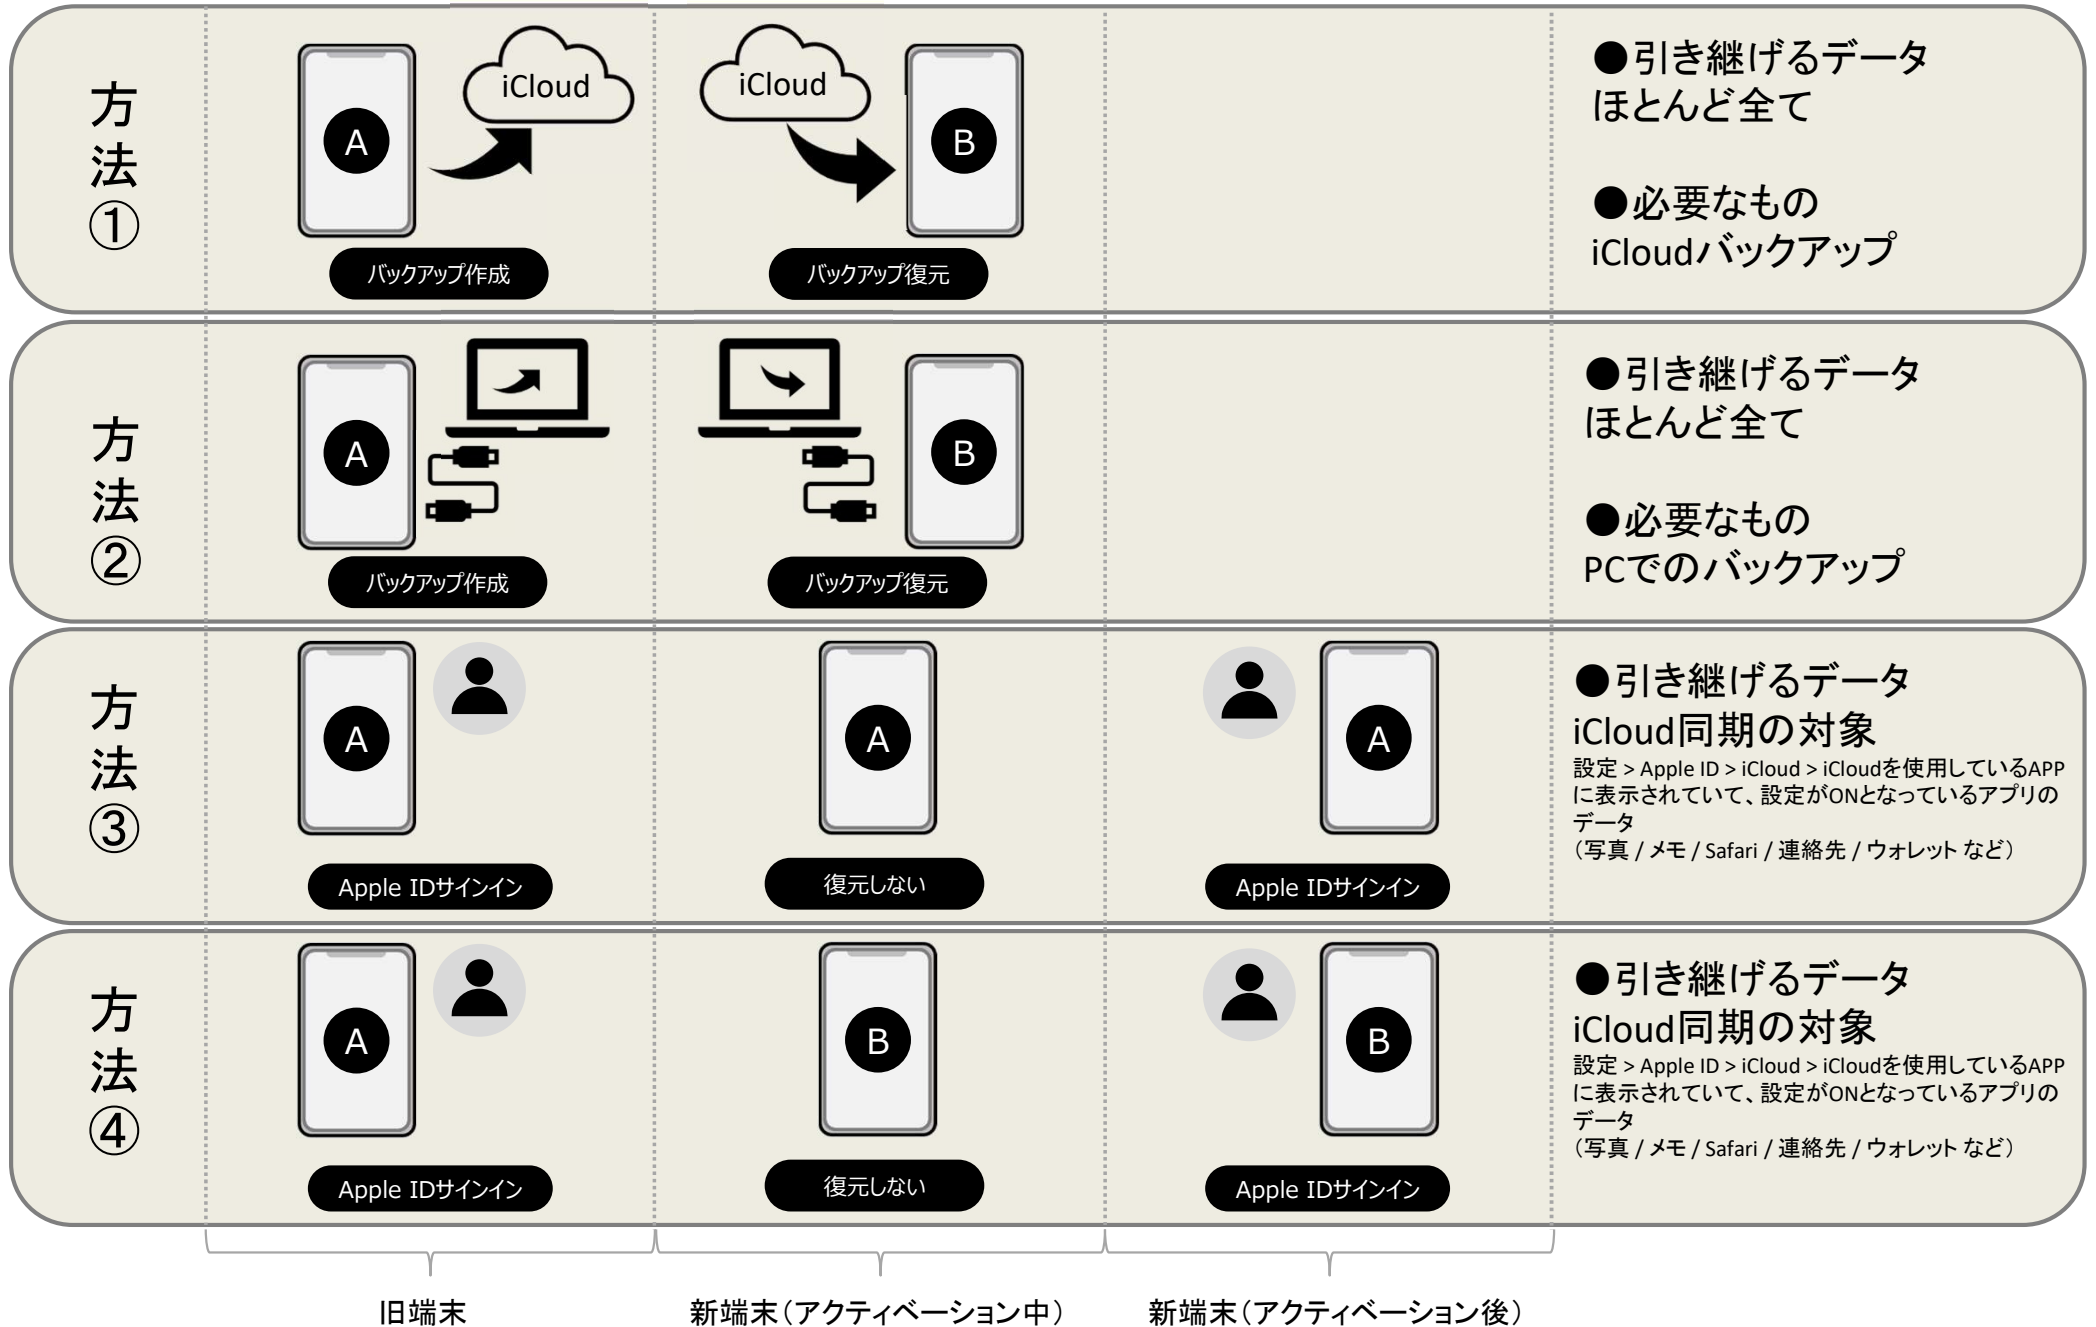 方
法
①
A
iCloud
バックアップ作成
iCloud
B
バックアップ復元
●引き継げるデータ
ほとんど全て
●必要なもの
iCloudバックアップ
方
法
②
A
バックアップ作成
B
バックアップ復元
●引き継げるデータ
ほとんど全て
●必要なもの
PCでのバックアップ
方
法
③
A
Apple IDサインイン
A
復元しない
A
Apple IDサインイン
●引き継げるデータ
iCloud同期の対象
設定 > Apple ID > iCloud > iCloudを使用しているAPP
に表示されていて、設定がONとなっているアプリの
データ
（写真 / メモ / Safari / 連絡先 / ウォレット など）
方
法
④
A
Apple IDサインイン
B
復元しない
B
Apple IDサインイン
●引き継げるデータ
iCloud同期の対象
設定 > Apple ID > iCloud > iCloudを使用しているAPP
に表示されていて、設定がONとなっているアプリの
データ
（写真 / メモ / Safari / 連絡先 / ウォレット など）
旧端末
新端末（アクティベーション中）
新端末（アクティベーション後）